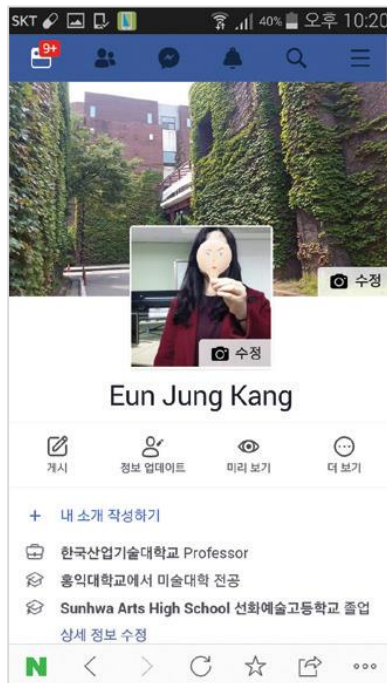 SKT 40% 오후 10:20
9+
수정
수정
Eun Jung Kang
게시 정보 업데이트 미리 보기 더 보기
+ 내 소개 작성하기
한국산업기술대학교 Professor
홍익대학교에서 미술대학 전공
Sunhwa Arts High School 선화예술고등학교 졸업
상세 정보 수정
N